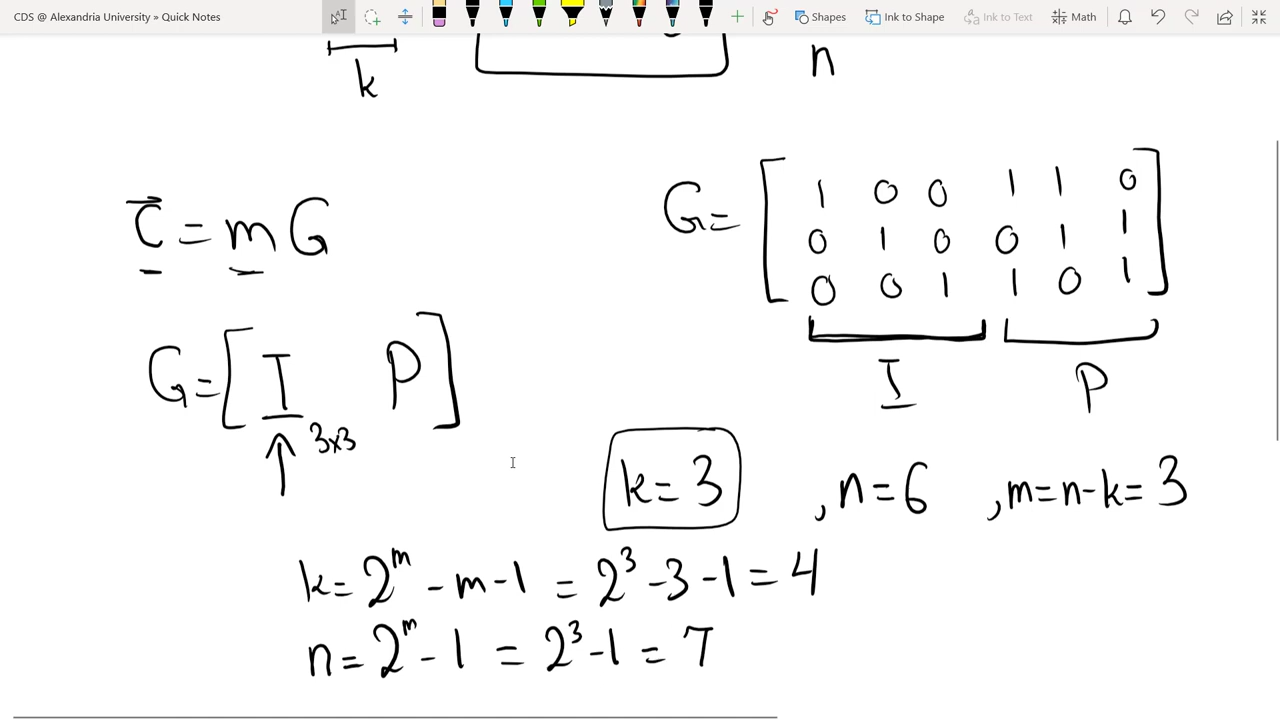 CDS @ Alexandria University » Quick Notes
Shapes Ink to Shape Ink to Text Math
k
n
C = m G
G = [ I P ]
3x3
G =
1 0 0 1 1 0
0 1 0 0 1 1
0 0 1 1 0 1
I P
k = 3 , n = 6 , m = n - k = 3
k = 2^m - m - 1 = 2^3 - 3 - 1 = 4
n = 2^m - 1 = 2^3 - 1 = 7